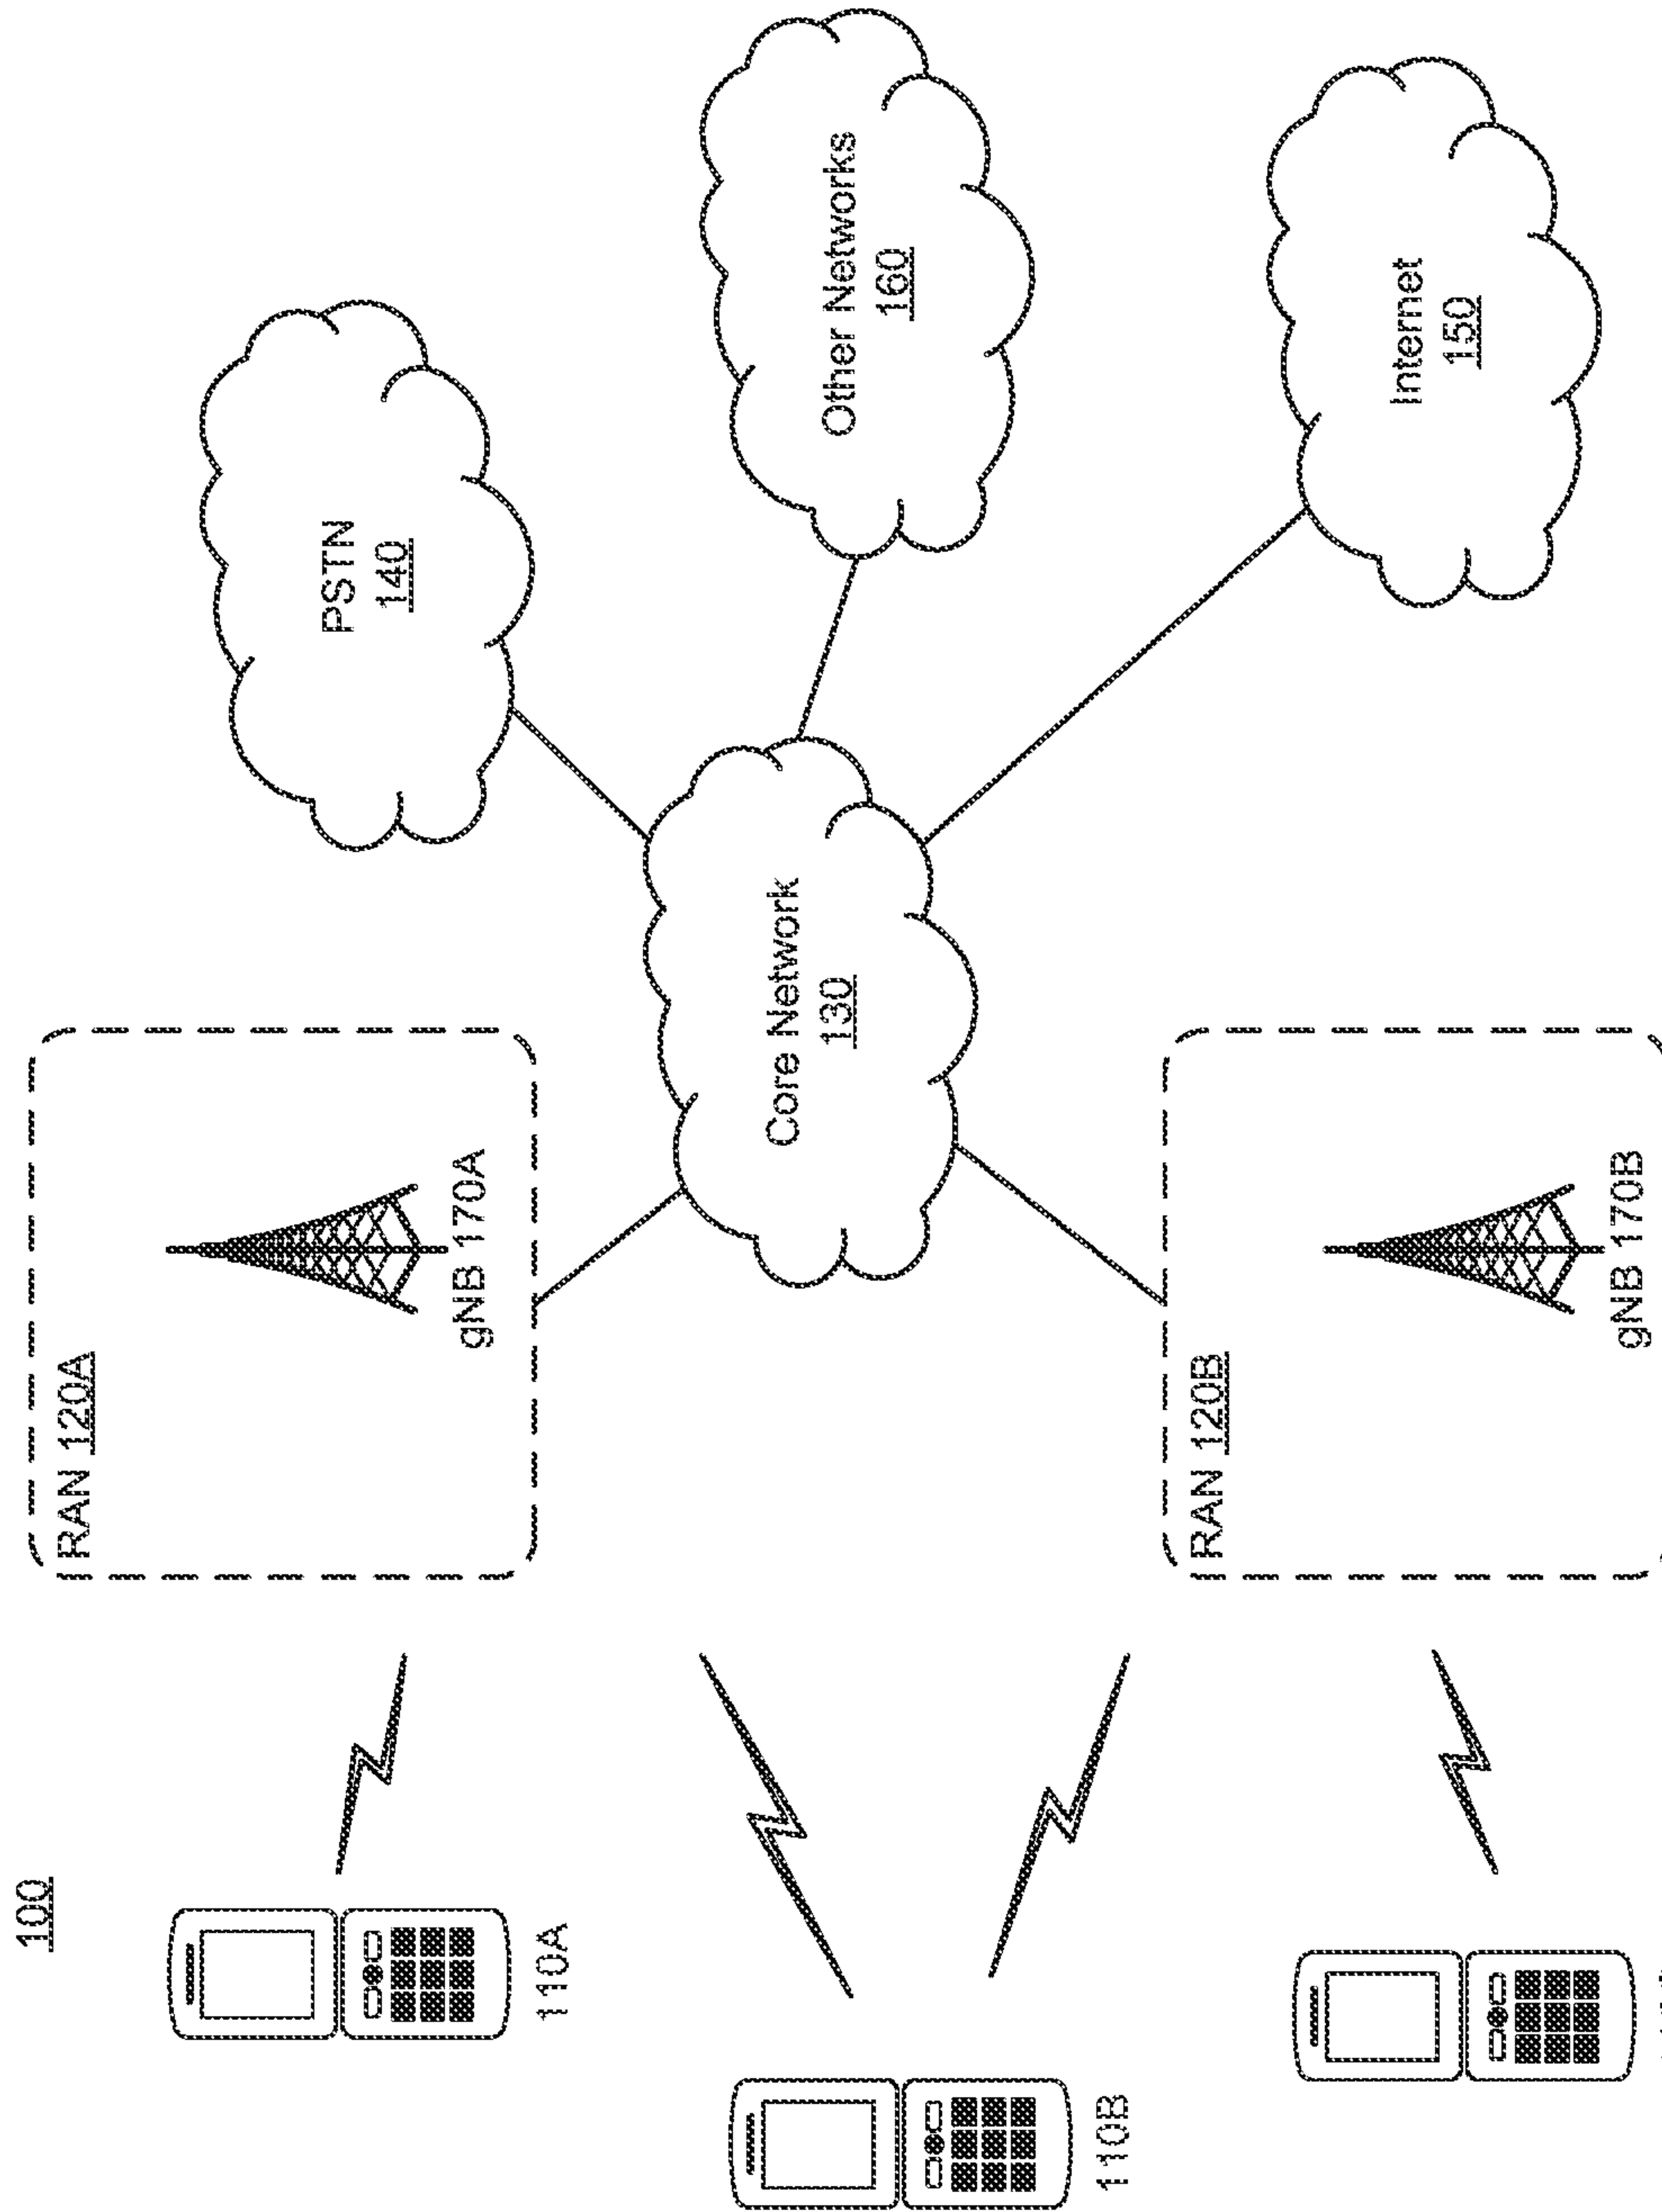 100
110A
110B
RAN 120A
gNB 170A
RAN 120B
gNB 170B
Core Network
130
PSTN
140
Other Networks
160
Internet
150